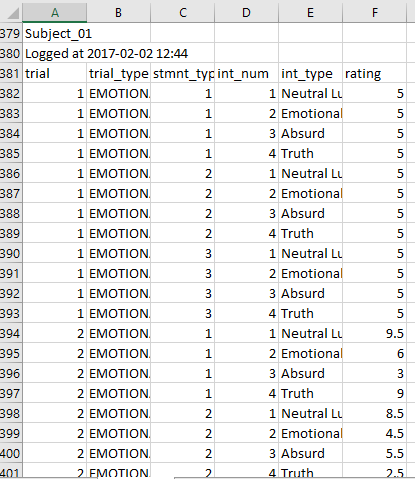 A B C D E F
379 Subject_01
380 Logged at 2017-02-02 12:44
381 trial trial_type stmnt_typ int_num int_type rating
382 1 EMOTION 1 1 Neutral Lu 5
383 1 EMOTION 1 2 Emotional 5
384 1 EMOTION 1 3 Absurd 5
385 1 EMOTION 1 4 Truth 5
386 1 EMOTION 2 1 Neutral Lu 5
387 1 EMOTION 2 2 Emotional 5
388 1 EMOTION 2 3 Absurd 5
389 1 EMOTION 2 4 Truth 5
390 1 EMOTION 3 1 Neutral Lu 5
391 1 EMOTION 3 2 Emotional 5
392 1 EMOTION 3 3 Absurd 5
393 1 EMOTION 3 4 Truth 5
394 2 EMOTION 1 1 Neutral Lu 9.5
395 2 EMOTION 1 2 Emotional 6
396 2 EMOTION 1 3 Absurd 3
397 2 EMOTION 1 4 Truth 9
398 2 EMOTION 2 1 Neutral Lu 8.5
399 2 EMOTION 2 2 Emotional 4.5
400 2 EMOTION 2 3 Absurd 5.5
401 2 EMOTION 2 4 Truth 2.5